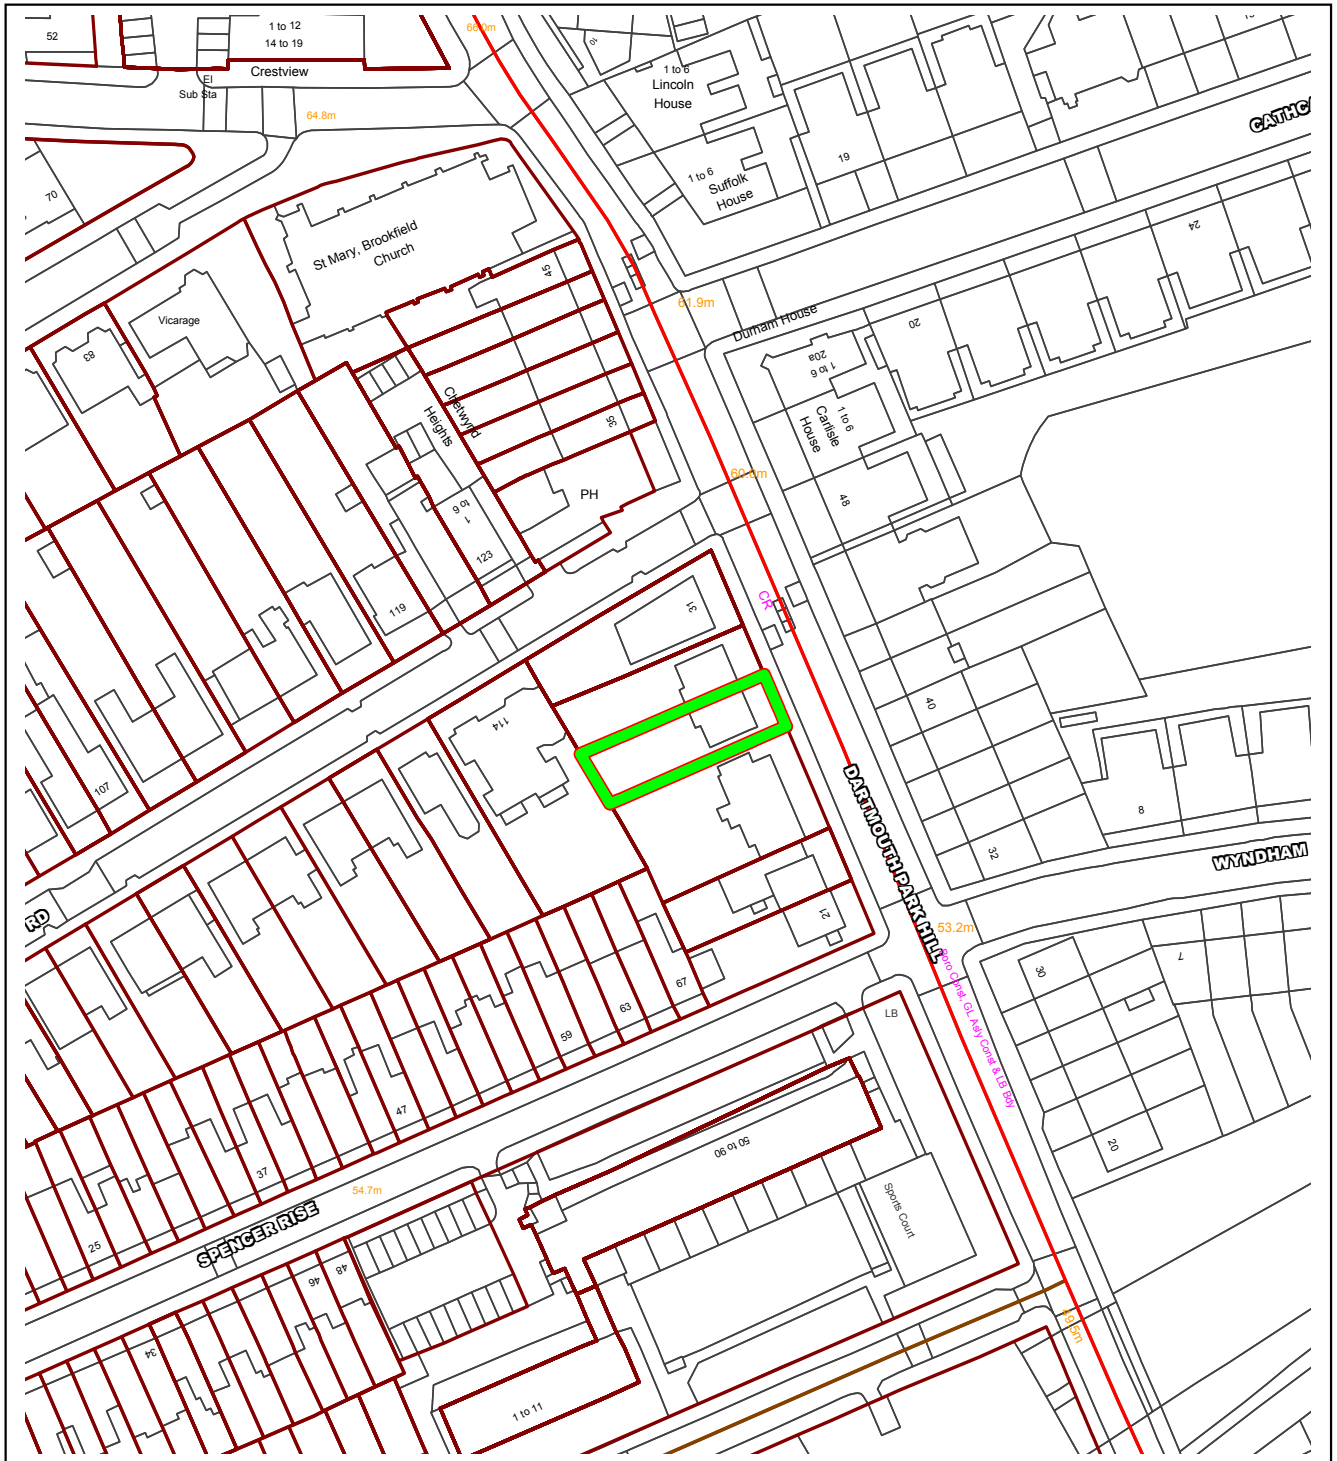 52
1 to 12
14 to 19
Crestview
El
Sub Sta
66.0m
64.8m
70
1 to 6
Lincoln
House
1 to 6
Suffolk
House
19
CATHC
St Mary, Brookfield
Church
Vicarage
83
45
61.9m
Durham House
20a
1 to 6
20
24
Chetwynd
Heights
35
1 to 6
Carlisle
House
48
60.0m
PH
1 to 6
123
119
31
CR
114
107
40
8
32
DARTMOUTH PARK HILL
WYNDHAM
RD
21
53.2m
67
63
59
47
37
25
LB
Boro Const, GL Asly Const & LB Bdy
30
7
20
50 to 90
Sports Court
54.7m
SPENCER RISE
48
46
34
49.5m
1 to 11